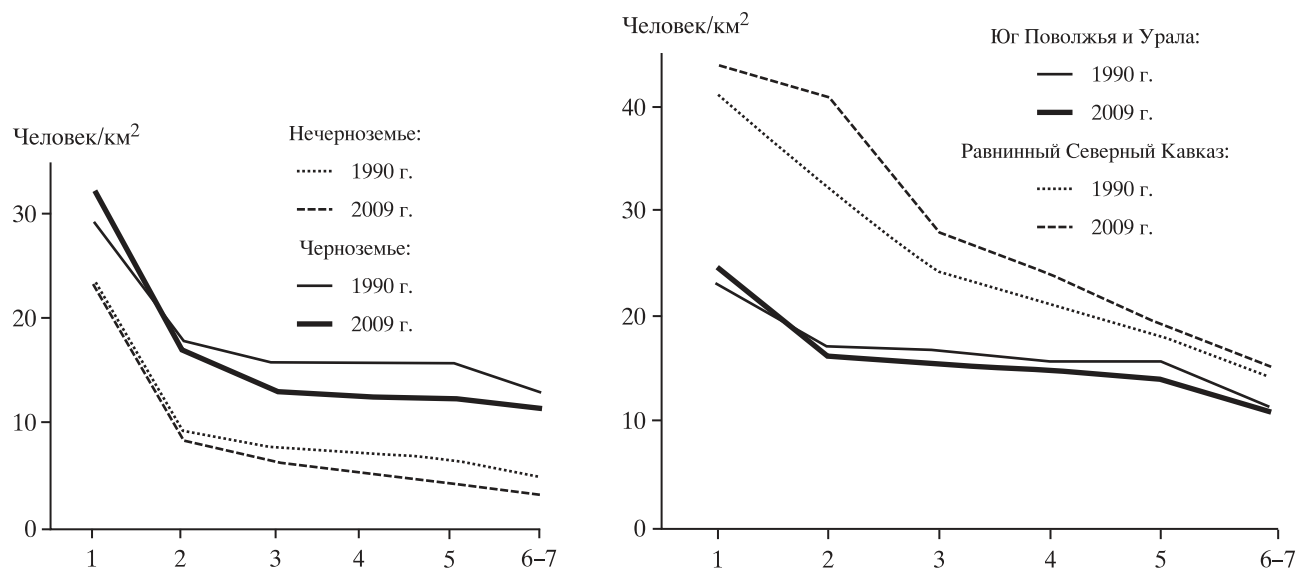 Человек/км²
Нечерноземье:
1990 г.
2009 г.
Черноземье:
1990 г.
2009 г.
30
20
10
0
1 2 3 4 5 6–7
Человек/км²
Юг Поволжья и Урала:
1990 г.
2009 г.
Равнинный Северный Кавказ:
1990 г.
2009 г.
40
30
20
10
0
1 2 3 4 5 6–7